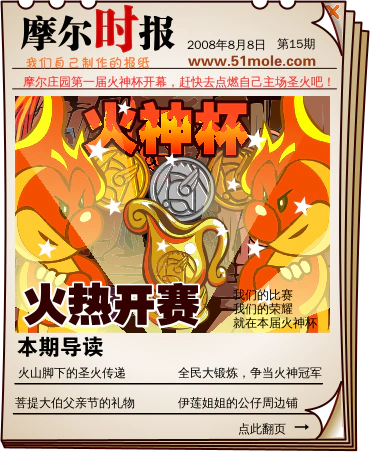 摩尔时报
2008年8月8日 第15期
我们自己制作的报纸
www.51mole.com
摩尔庄园第一届火神杯开幕，赶快去点燃自己主场圣火吧！
火神杯
火热开赛
我们的比赛
我们的荣耀
就在本届火神杯
本期导读
火山脚下的圣火传递 全民大锻炼，争当火神冠军
菩提大伯父亲节的礼物 伊莲姐姐的公仔周边铺
点此翻页 →